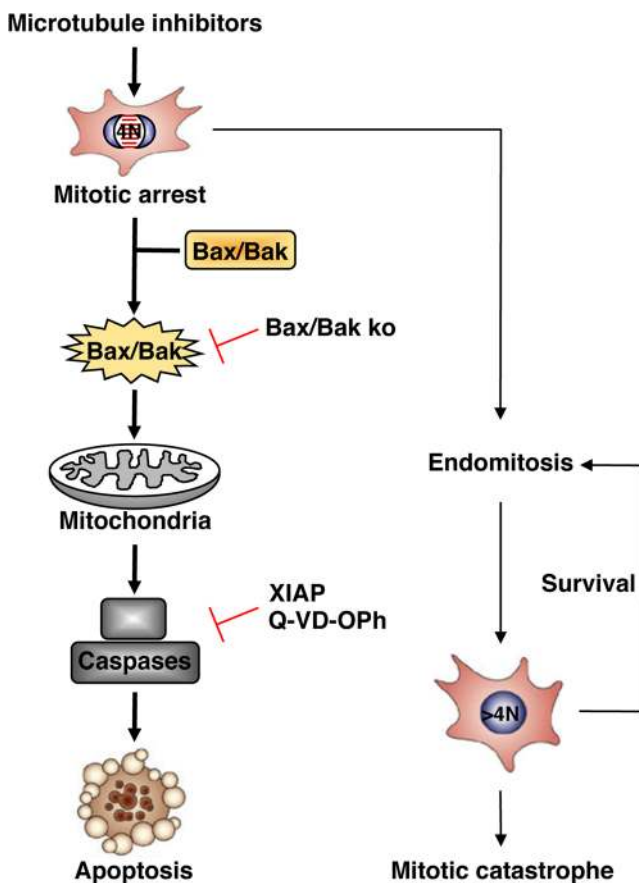 Microtubule inhibitors
4N
Mitotic arrest
Bax/Bak
Bax/Bak
Bax/Bak ko
Mitochondria
XIAP
Q-VD-OPh
Caspases
Apoptosis
Endomitosis
Survival
>4N
Mitotic catastrophe